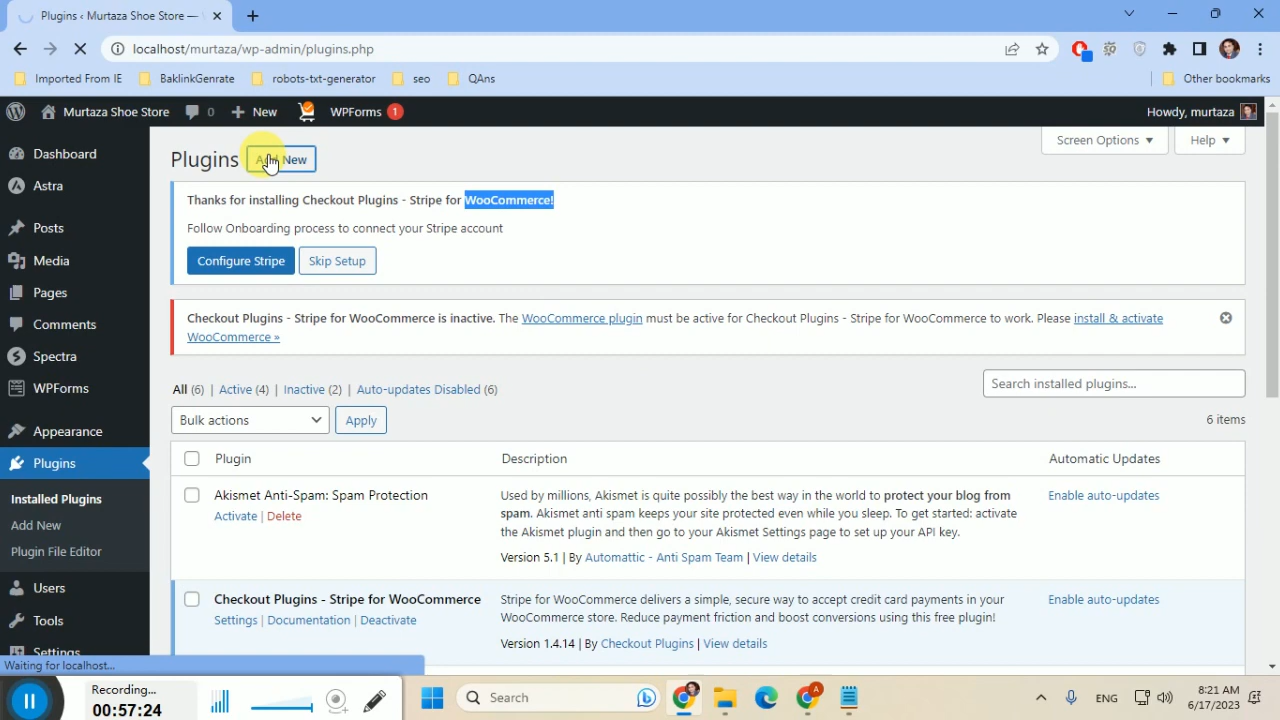 Plugins ‹ Murtaza Shoe Store —
localhost/murtaza/wp-admin/plugins.php
Imported From IE
BaklinkGenrate
robots-txt-generator
seo
QAns
Other bookmarks
Murtaza Shoe Store
0
New
WPForms 1
Howdy, murtaza
Dashboard
Astra
Posts
Media
Pages
Comments
Spectra
WPForms
Appearance
Plugins
Installed Plugins
Add New
Plugin File Editor
Users
Tools
Settings
Plugins
Add New
Screen Options
Help
Thanks for installing Checkout Plugins - Stripe for WooCommerce!
Follow Onboarding process to connect your Stripe account
Configure Stripe
Skip Setup
Checkout Plugins - Stripe for WooCommerce is inactive. The WooCommerce plugin must be active for Checkout Plugins - Stripe for WooCommerce to work. Please install & activate
WooCommerce »
All (6) | Active (4) | Inactive (2) | Auto-updates Disabled (6)
Search installed plugins...
Bulk actions
Apply
6 items
Plugin
Description
Automatic Updates
Akismet Anti-Spam: Spam Protection
Activate | Delete
Used by millions, Akismet is quite possibly the best way in the world to protect your blog from
spam. Akismet anti spam keeps your site protected even while you sleep. To get started: activate
the Akismet plugin and then go to your Akismet Settings page to set up your API key.
Version 5.1 | By Automattic - Anti Spam Team | View details
Enable auto-updates
Checkout Plugins - Stripe for WooCommerce
Settings | Documentation | Deactivate
Stripe for WooCommerce delivers a simple, secure way to accept credit card payments in your
WooCommerce store. Reduce payment friction and boost conversions using this free plugin!
Version 1.4.14 | By Checkout Plugins | View details
Enable auto-updates
Waiting for localhost...
Recording...
00:57:24
Search
ENG
8:21 AM
6/17/2023